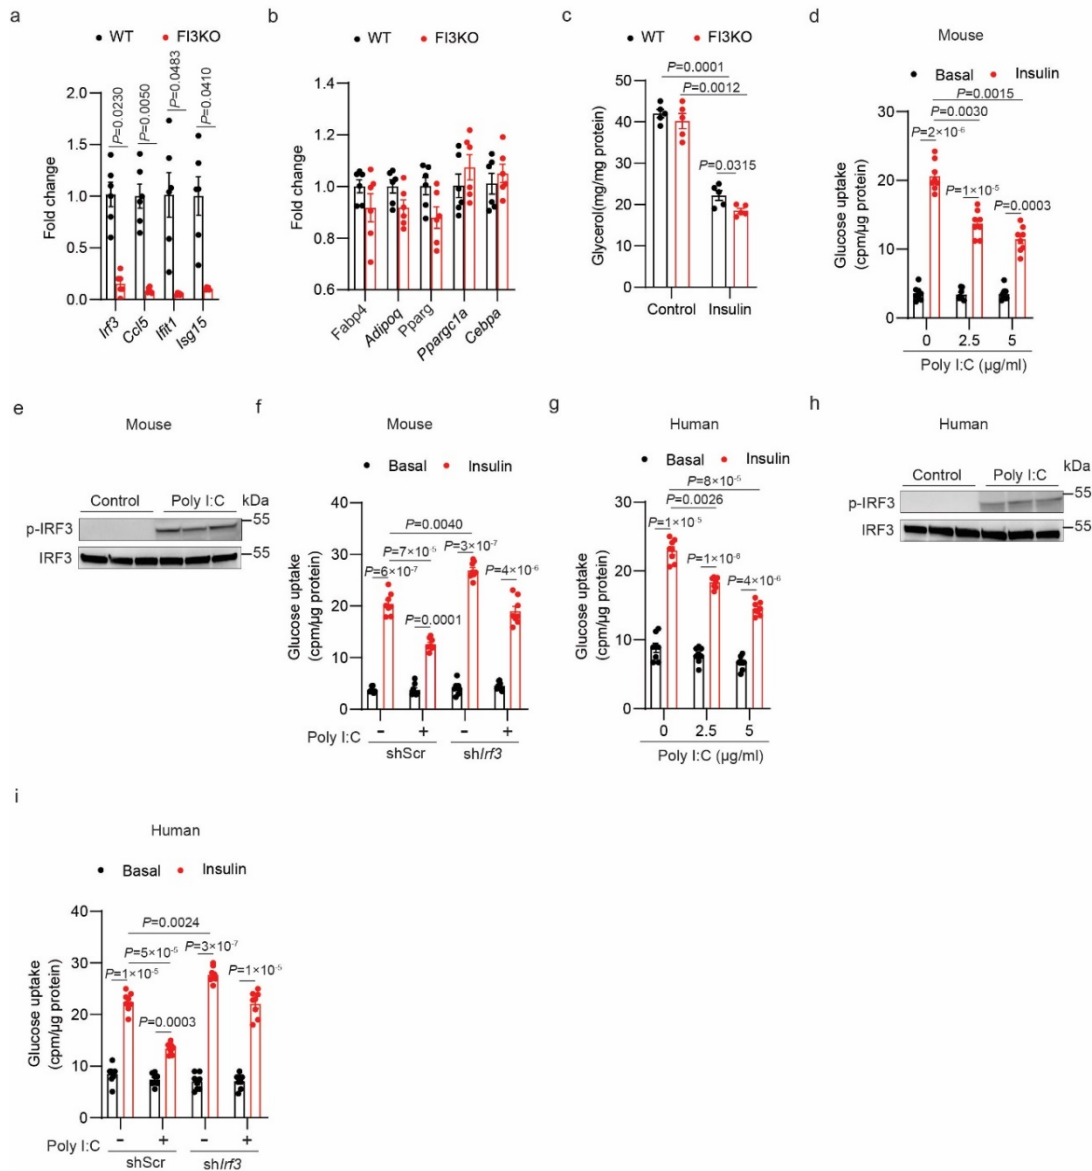 a
WT FI3KO
P=0.0230
P=0.0050
P=0.0483
P=0.0410
Fold change
2.0
1.5
1.0
0.5
0.0
Irf3 Ccl5 Ifit1 Isg15
b
WT FI3KO
Fold change
1.4
1.2
1.0
0.8
0.6
Fabp4 Adipoq Pparg Ppargc1a Cebpa
c
WT FI3KO
P=0.0001
P=0.0012
P=0.0315
Glycerol(mg/mg protein)
60
40
20
0
Control Insulin
d
Mouse
Basal Insulin
P=0.0015
P=0.0030
P=2×10-6
P=1×10-5
P=0.0003
Glucose uptake
(cpm/µg protein)
30
20
10
0
0 2.5 5
Poly I:C (µg/ml)
e
Mouse
Control Poly I:C kDa
p-IRF3 55
IRF3 55
f
Mouse
Basal Insulin
P=0.0040
P=7×10-5
P=3×10-7
P=6×10-7
P=4×10-6
P=0.0001
Glucose uptake
(cpm/µg protein)
40
30
20
10
0
Poly I:C - + - +
shScr shIrf3
g
Human
Basal Insulin
P=8×10-5
P=0.0026
P=1×10-5
P=1×10-8
P=4×10-6
Glucose uptake
(cpm/µg protein)
30
20
10
0
0 2.5 5
Poly I:C (µg/ml)
h
Human
Control Poly I:C kDa
p-IRF3 55
IRF3 55
i
Human
Basal Insulin
P=0.0024
P=5×10-5
P=3×10-7
P=1×10-5
P=1×10-5
P=0.0003
Glucose uptake
(cpm/µg protein)
40
30
20
10
0
Poly I:C - + - +
shScr shIrf3